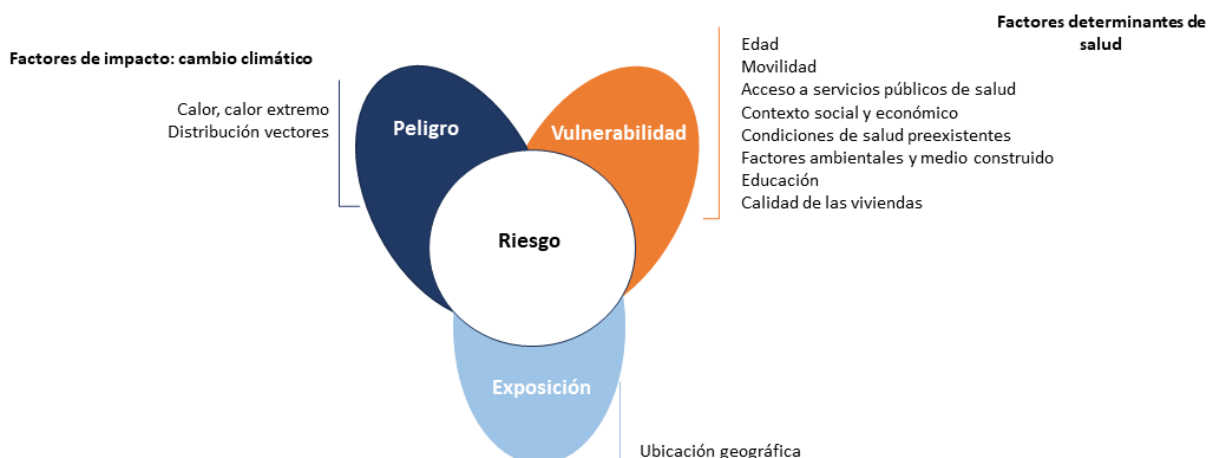 Factores de impacto: cambio climático
Calor, calor extremo
Distribución vectores
Peligro
Vulnerabilidad
Factores determinantes de
salud
Edad
Movilidad
Acceso a servicios públicos de salud
Contexto social y económico
Condiciones de salud preexistentes
Factores ambientales y medio construido
Educación
Calidad de las viviendas
Riesgo
Exposición
Ubicación geográfica